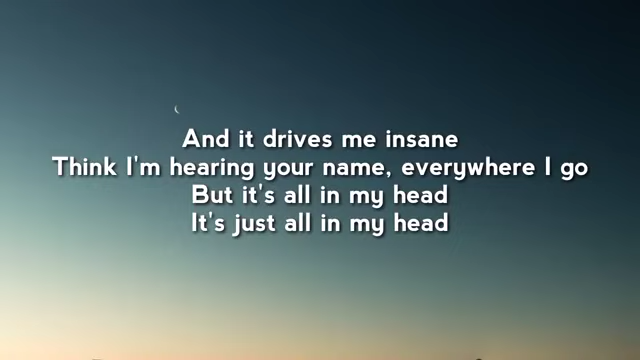 And it drives me insane
Think I'm hearing your name, everywhere I go
But it's all in my head
It's just all in my head